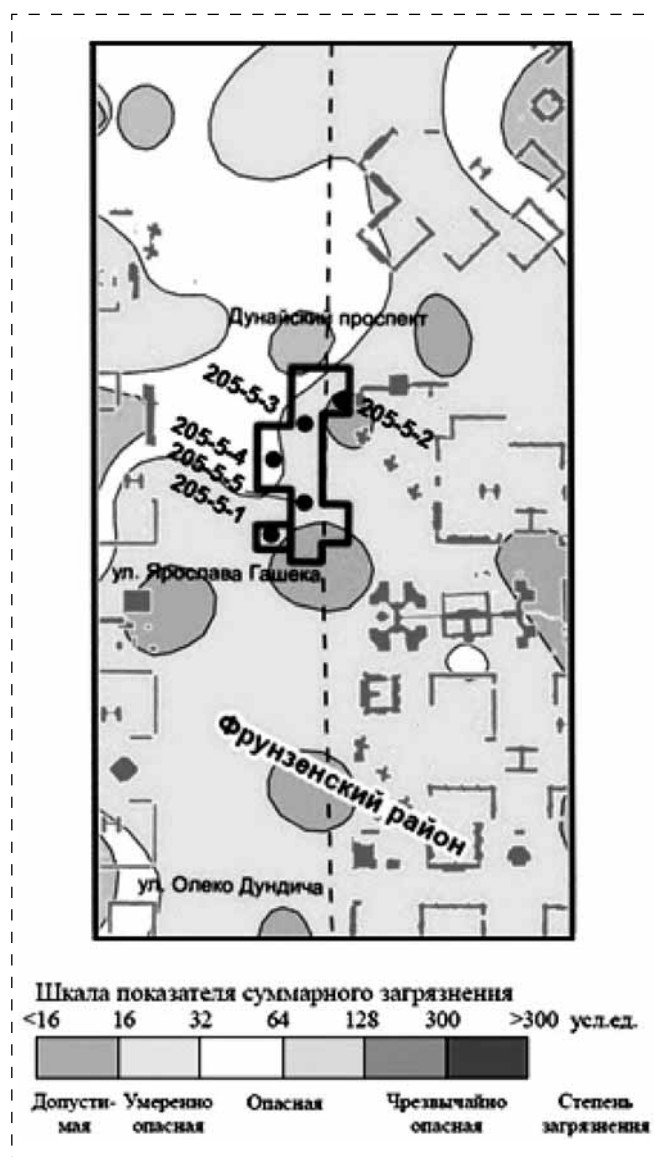 Дунайский проспект
205-5-3
205-5-2
205-5-4
205-5-5
205-5-1
ул. Ярослава Гашека
Фрунзенский район
ул. Олеко Дундича
Шкала показателя суммарного загрязнения
<16 16 32 64 128 300 >300 усл.ед.
Допусти- Умеренно Опасная Чрезвычайно Степень
мая опасная опасная загрязнения